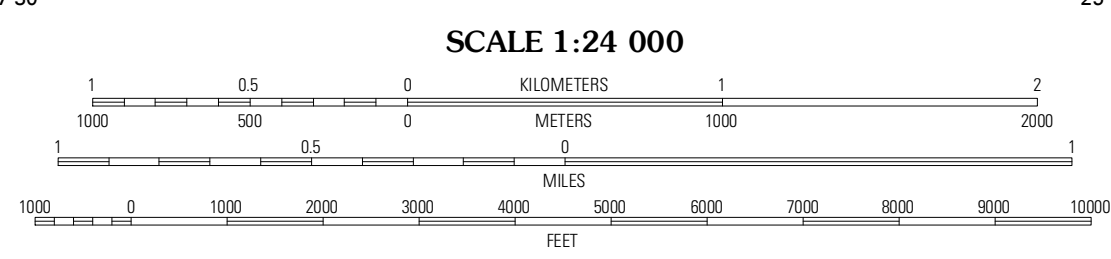 SCALE 1:24 000
1 0.5 0 KILOMETERS 1 2
1000 500 0 METERS 1000 2000
1 0.5 0 1
MILES
1000 0 1000 2000 3000 4000 5000 6000 7000 8000 9000 10000
FEET